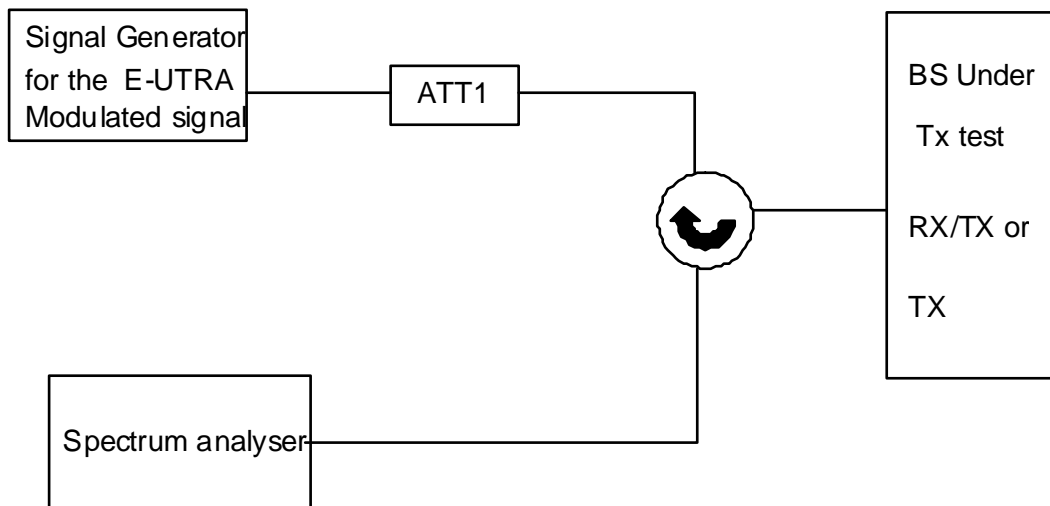 Signal Generator
for the E-UTRA
Modulated signal
ATT1
BS Under
Tx test
RX/TX or
TX
Spectrum analyser